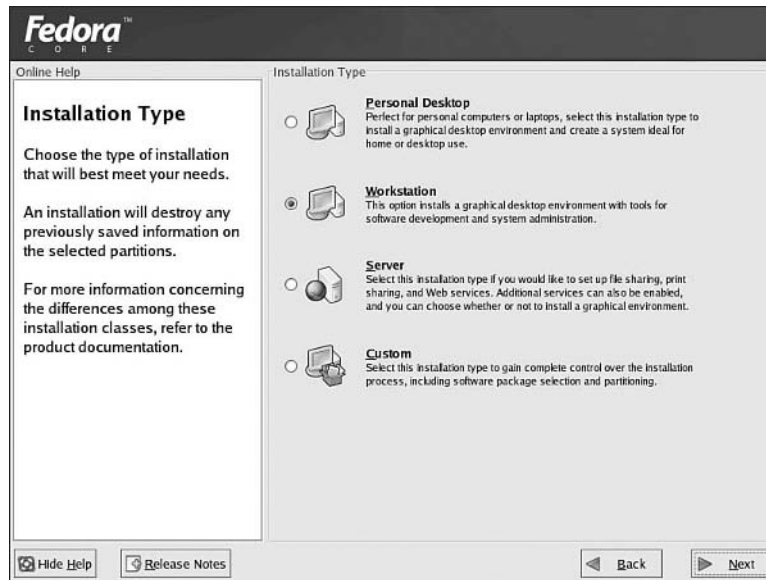 Fedora™
CORE
Online Help
Installation Type
Choose the type of installation
that will best meet your needs.
An installation will destroy any
previously saved information on
the selected partitions.
For more information concerning
the differences among these
installation classes, refer to the
product documentation.
Installation Type
Personal Desktop
Perfect for personal computers or laptops, select this installation type to
install a graphical desktop environment and create a system ideal for
home or desktop use.
Workstation
This option installs a graphical desktop environment with tools for
software development and system administration.
Server
Select this installation type if you would like to set up file sharing, print
sharing, and Web services. Additional services can also be enabled,
and you can choose whether or not to install a graphical environment.
Custom
Select this installation type to gain complete control over the installation
process, including software package selection and partitioning.
Hide Help
Release Notes
Back
Next